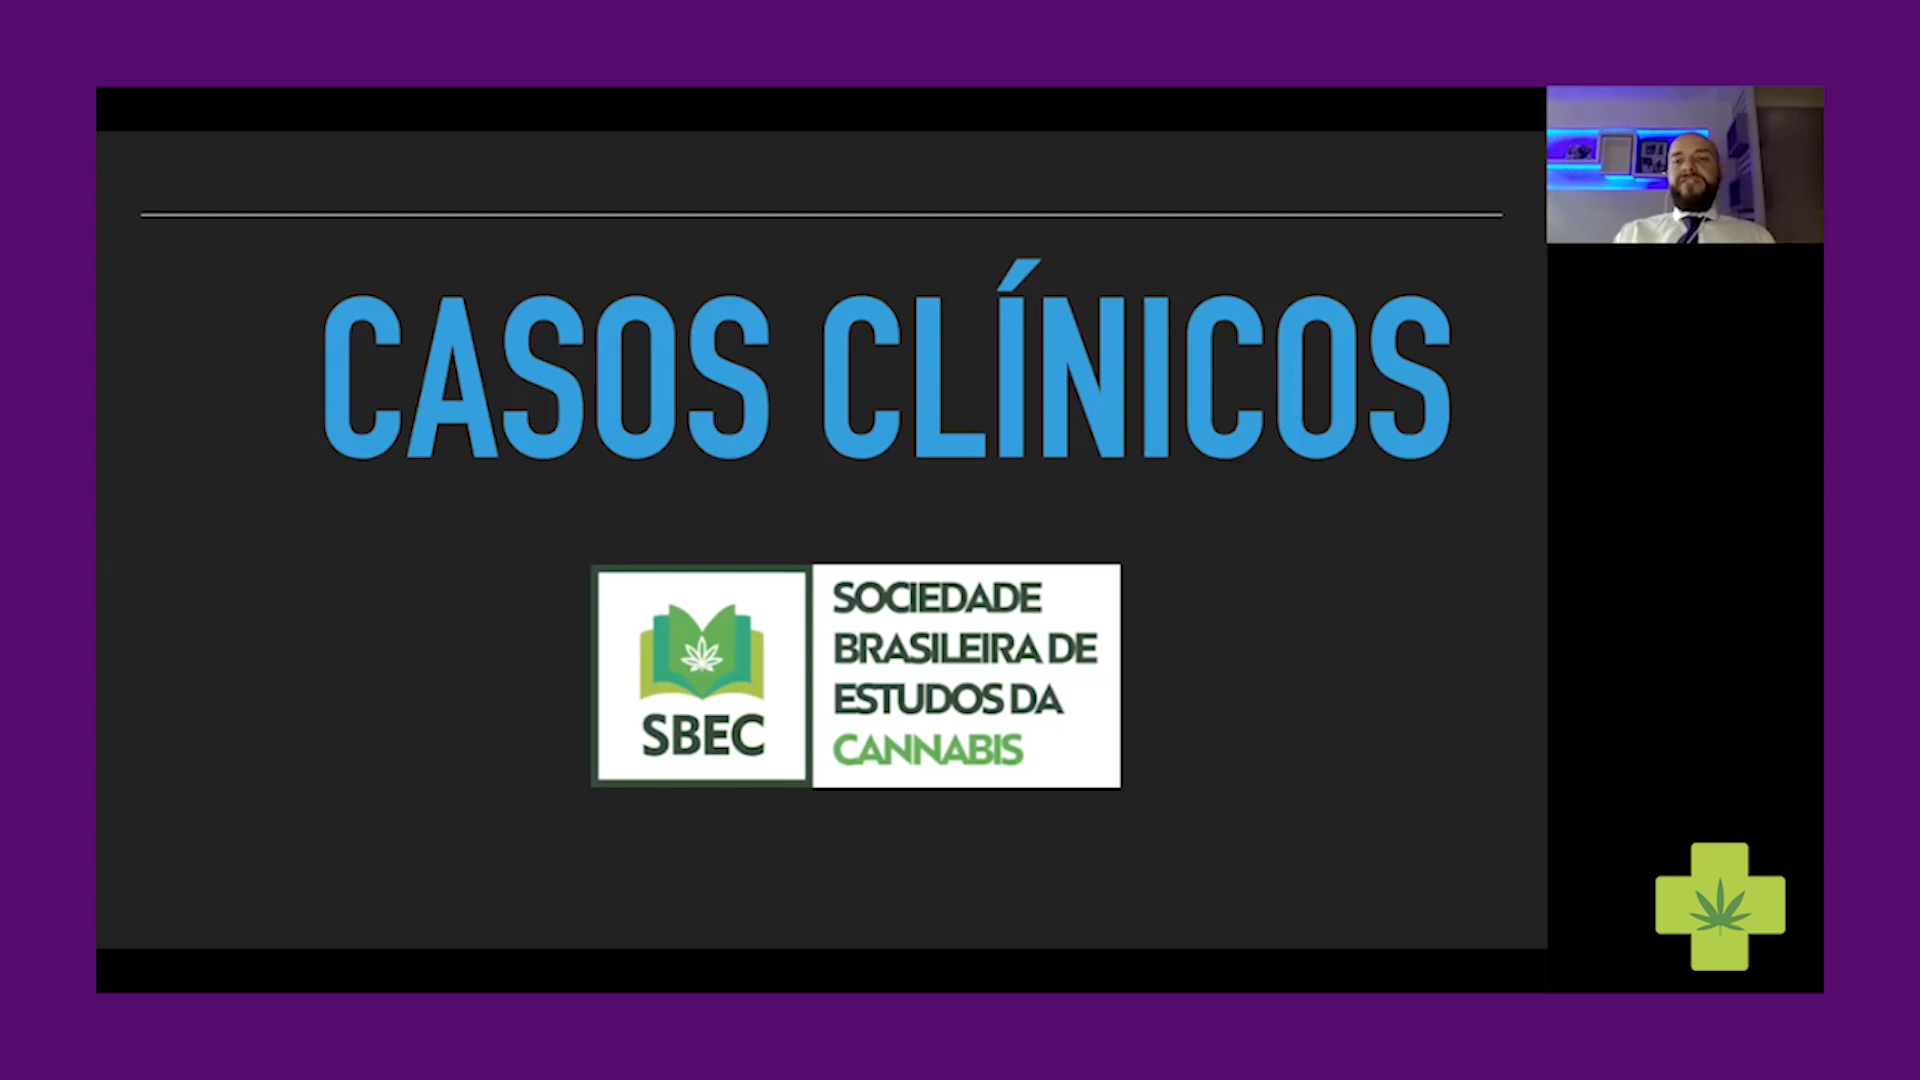 CASOS CLÍNICOS
SBEC
SOCIEDADE
BRASILEIRA DE
ESTUDOS DA
CANNABIS